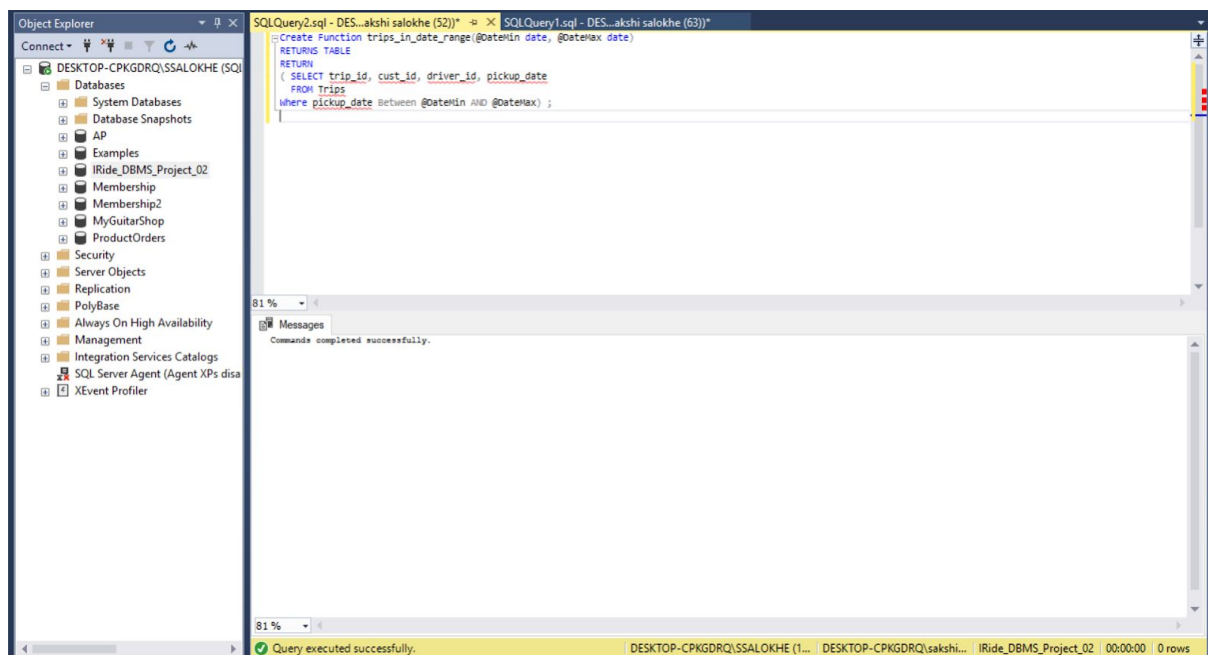 Object Explorer
Connect
DESKTOP-CPKGDRQ\SSALOKHE (SQL
Databases
System Databases
Database Snapshots
AP
Examples
IRide_DBMS_Project_02
Membership
Membership2
MyGuitarShop
ProductOrders
Security
Server Objects
Replication
PolyBase
Always On High Availability
Management
Integration Services Catalogs
SQL Server Agent (Agent XPs disa
XEvent Profiler
SQLQuery2.sql - DES...akshi salokhe (52))* SQLQuery1.sql - DES...akshi salokhe (63))*
Create Function trips_in_date_range(@DateMin date, @DateMax date)
RETURNS TABLE
RETURN
( SELECT trip_id, cust_id, driver_id, pickup_date
FROM Trips
Where pickup_date Between @DateMin AND @DateMax) ;
81 %
Messages
Commands completed successfully.
81 %
Query executed successfully. DESKTOP-CPKGDRQ\SSALOKHE (1... DESKTOP-CPKGDRQ\sakshi... IRide_DBMS_Project_02 00:00:00 0 rows